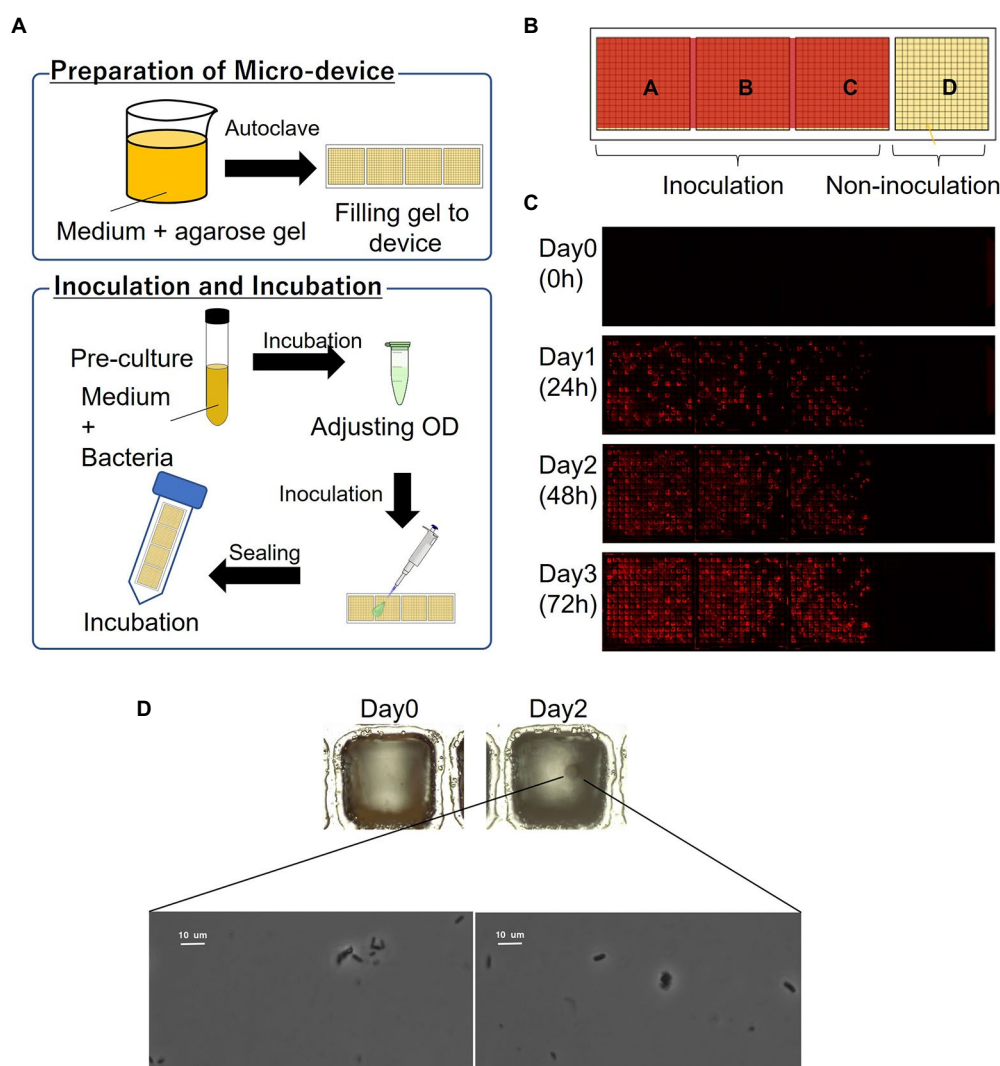 A
Preparation of Micro-device
Autoclave
Medium + agarose gel
Filling gel to
device
Inoculation and Incubation
Pre-culture
Medium
+
Bacteria
Incubation
Adjusting OD
Inoculation
Sealing
Incubation
B
A B C D
Inoculation Non-inoculation
C
Day0
(0h)
Day1
(24h)
Day2
(48h)
Day3
(72h)
D
Day0 Day2
10 um 10 um